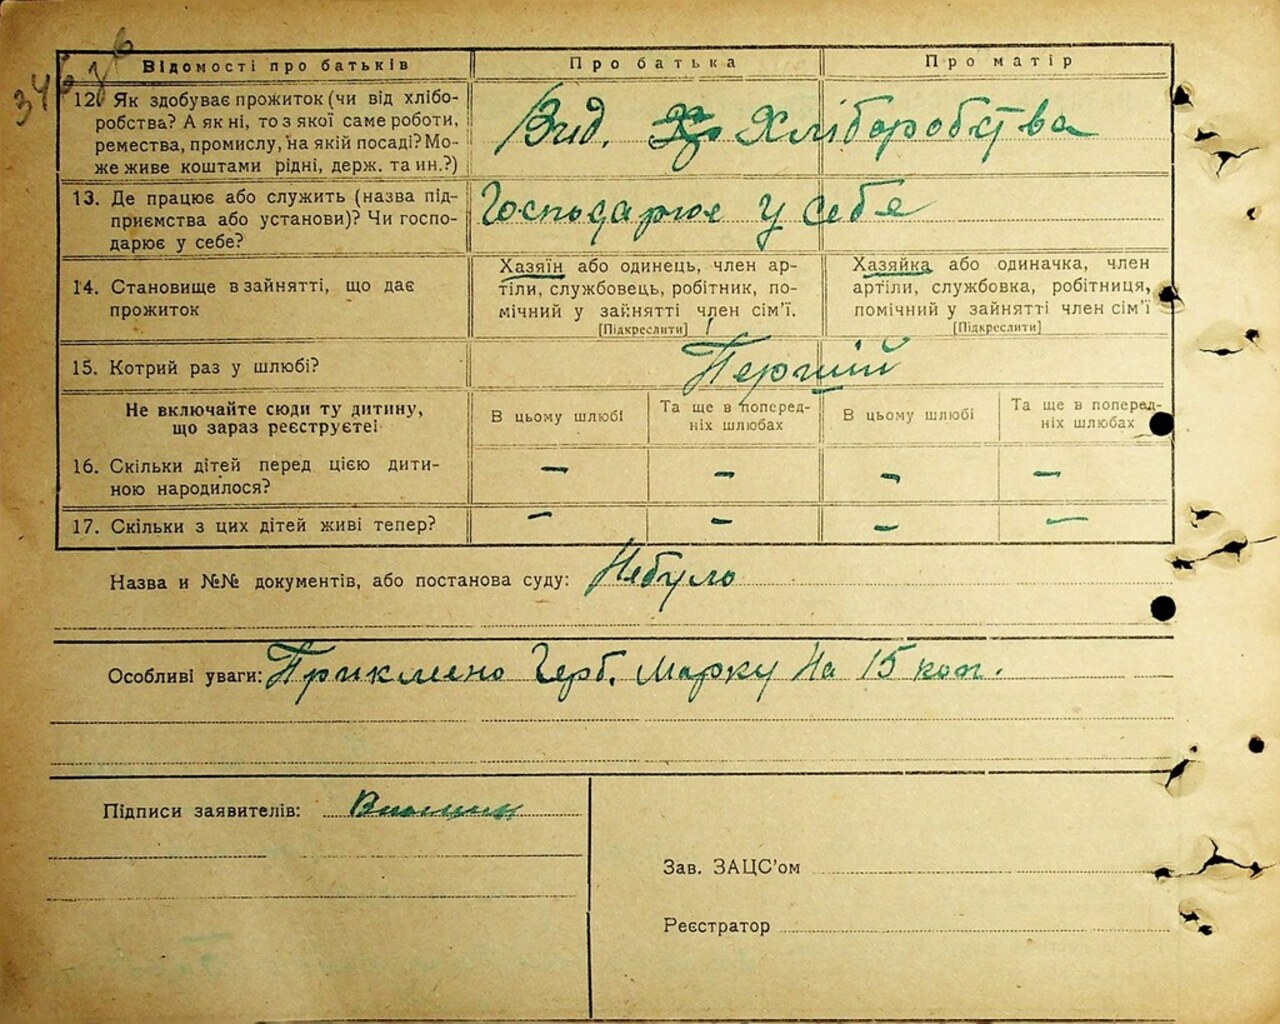 346 зв
Відомості про батьків Про батька Про матір
12. Як здобуває прожиток (чи від хлібо-
робства? А як ні, то з якої саме роботи,
ремества, промислу, на якій посаді? Мо-
же живе коштами рідні, держ. та ин.?)
Вид. Хліборобства
13. Де працює або служить (назва під-
приємства або установи)? Чи госпо-
дарює у себе?
Господарює у себе
14. Становище в зайнятті, що дає
прожиток
Хазяїн або одинець, член ар-
тіли, службовець, робітник, по-
мічний у зайнятті член сім’ї.
[Підкреслити]
Хазяйка або одиначка, член
артіли, службовка, робітниця,
помічний у зайнятті член сім’ї
[Підкреслити]
15. Котрий раз у шлюбі?
Перший
Не включайте сюди ту дитину,
що зараз реєструєте!
В цьому шлюбі
Та ще в поперед-
ніх шлюбах
В цьому шлюбі
Та ще в поперед-
ніх шлюбах
16. Скільки дітей перед цією дити-
ною народилося?
– – – –
17. Скільки з цих дітей живі тепер? – – – –
Назва и №№ документів, або постанова суду: Небуло
Особливі уваги: Приклено Герб. марку на 15 коп.
Підписи заявителів:
Зав. ЗАЦС’ом
Реєстратор